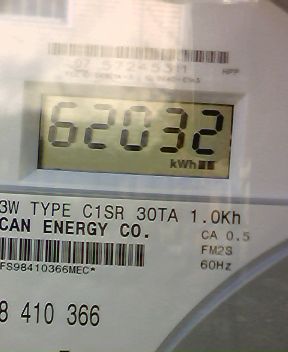 62032
kWh
3W TYPE C1SR 30TA 1.0Kh
CAN ENERGY CO.
CA 0.5
FM2S
FS98410366MEC*
60Hz
8 410 366